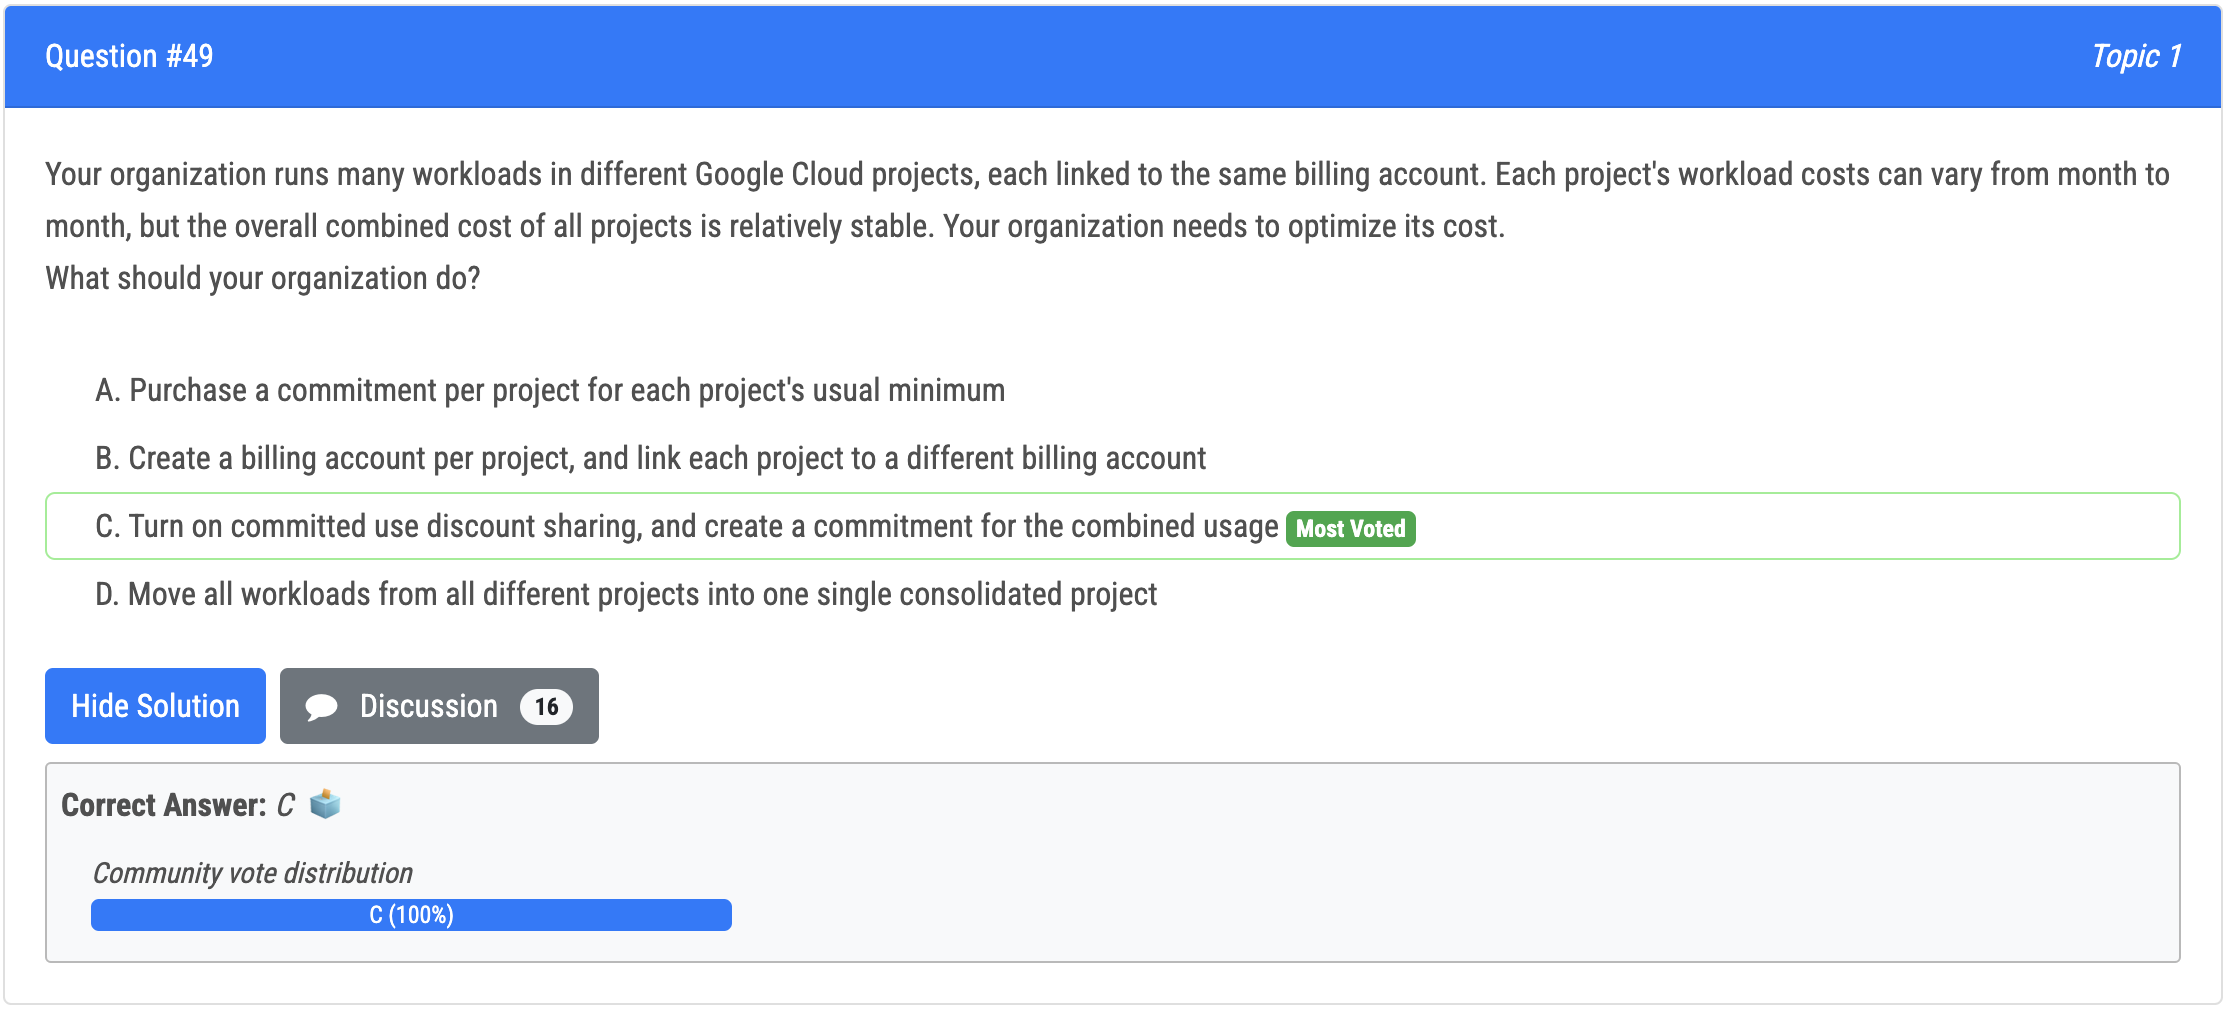 Question #49
Topic 1
Your organization runs many workloads in different Google Cloud projects, each linked to the same billing account. Each project's workload costs can vary from month to
month, but the overall combined cost of all projects is relatively stable. Your organization needs to optimize its cost.
What should your organization do?
A. Purchase a commitment per project for each project's usual minimum
B. Create a billing account per project, and link each project to a different billing account
C. Turn on committed use discount sharing, and create a commitment for the combined usage Most Voted
D. Move all workloads from all different projects into one single consolidated project
Hide Solution
Discussion 16
Correct Answer: C
Community vote distribution
C (100%)